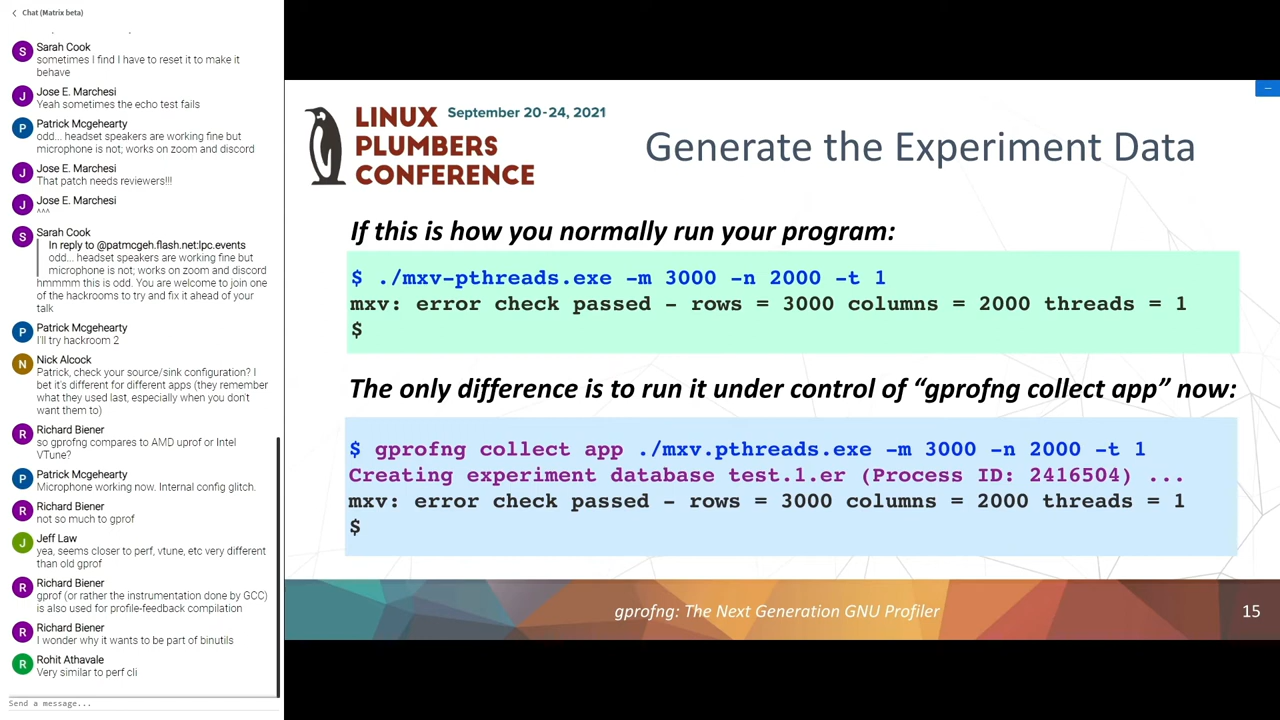 Chat (Matrix beta)
Sarah Cook
sometimes I find I have to reset it to make it
behave
Jose E. Marchesi
Yeah sometimes the echo test fails
Patrick Mcgehearty
odd... headset speakers are working fine but
microphone is not; works on zoom and discord
Jose E. Marchesi
That patch needs reviewers!!!
Jose E. Marchesi
^^^
Sarah Cook
In reply to @patmcgeh.flash.net:lpc.events
odd... headset speakers are working fine but
microphone is not; works on zoom and discord
hmmmm this is odd. You are welcome to join
one of the hackrooms to try and fix it ahead of your
talk
Patrick Mcgehearty
I'll try hackroom 2
Nick Alcock
Patrick, check your source/sink configuration? I
bet it's different for different apps (they remember
what they used last, especially when you don't
want them to)
Richard Biener
so gprofng compares to AMD uprof or Intel
VTune?
Patrick Mcgehearty
Microphone working now. Internal config glitch.
Richard Biener
not so much to gprof
Jeff Law
yea, seems closer to perf, vtune, etc very different
than old gprof
Richard Biener
gprof (or rather the instrumentation done by GCC)
is also used for profile-feedback compilation
Richard Biener
I wonder why it wants to be part of binutils
Rohit Athavale
Very similar to perf cli
Send a message...
LINUX
PLUMBERS
CONFERENCE
September 20-24, 2021
Generate the Experiment Data
If this is how you normally run your program:
$ ./mxv-pthreads.exe -m 3000 -n 2000 -t 1
mxv: error check passed - rows = 3000 columns = 2000 threads = 1
$
The only difference is to run it under control of “gprofng collect app” now:
$ gprofng collect app ./mxv.pthreads.exe -m 3000 -n 2000 -t 1
Creating experiment database test.1.er (Process ID: 2416504) ...
mxv: error check passed - rows = 3000 columns = 2000 threads = 1
$
gprofng: The Next Generation GNU Profiler
15